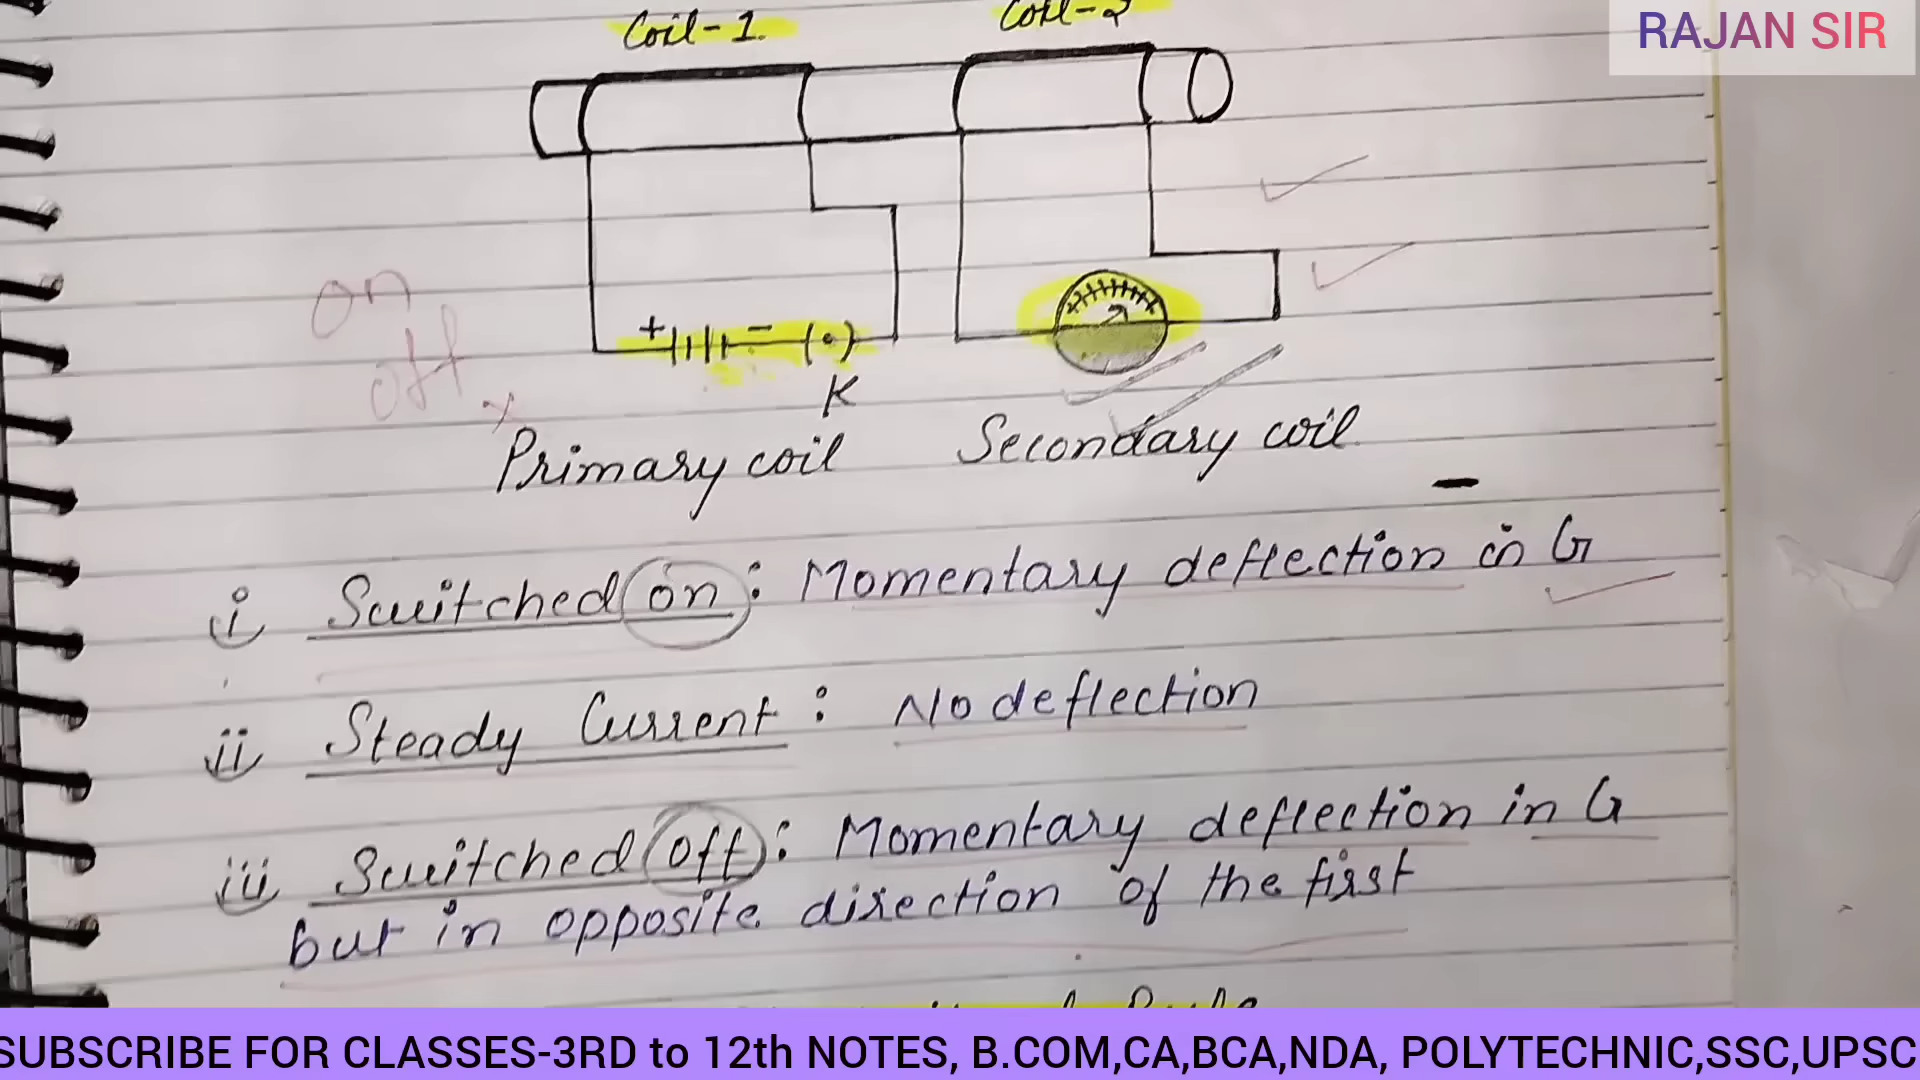 Coil-1 Coil-2
RAJAN SIR
on
off
+ - (•)
K
Primary coil Secondary coil
i Switched on : Momentary deflection in G
ii Steady Current : No deflection
iii Switched off : Momentary deflection in G
but in opposite direction of the first
SUBSCRIBE FOR CLASSES-3RD to 12th NOTES, B.COM,CA,BCA,NDA, POLYTECHNIC,SSC,UPSC